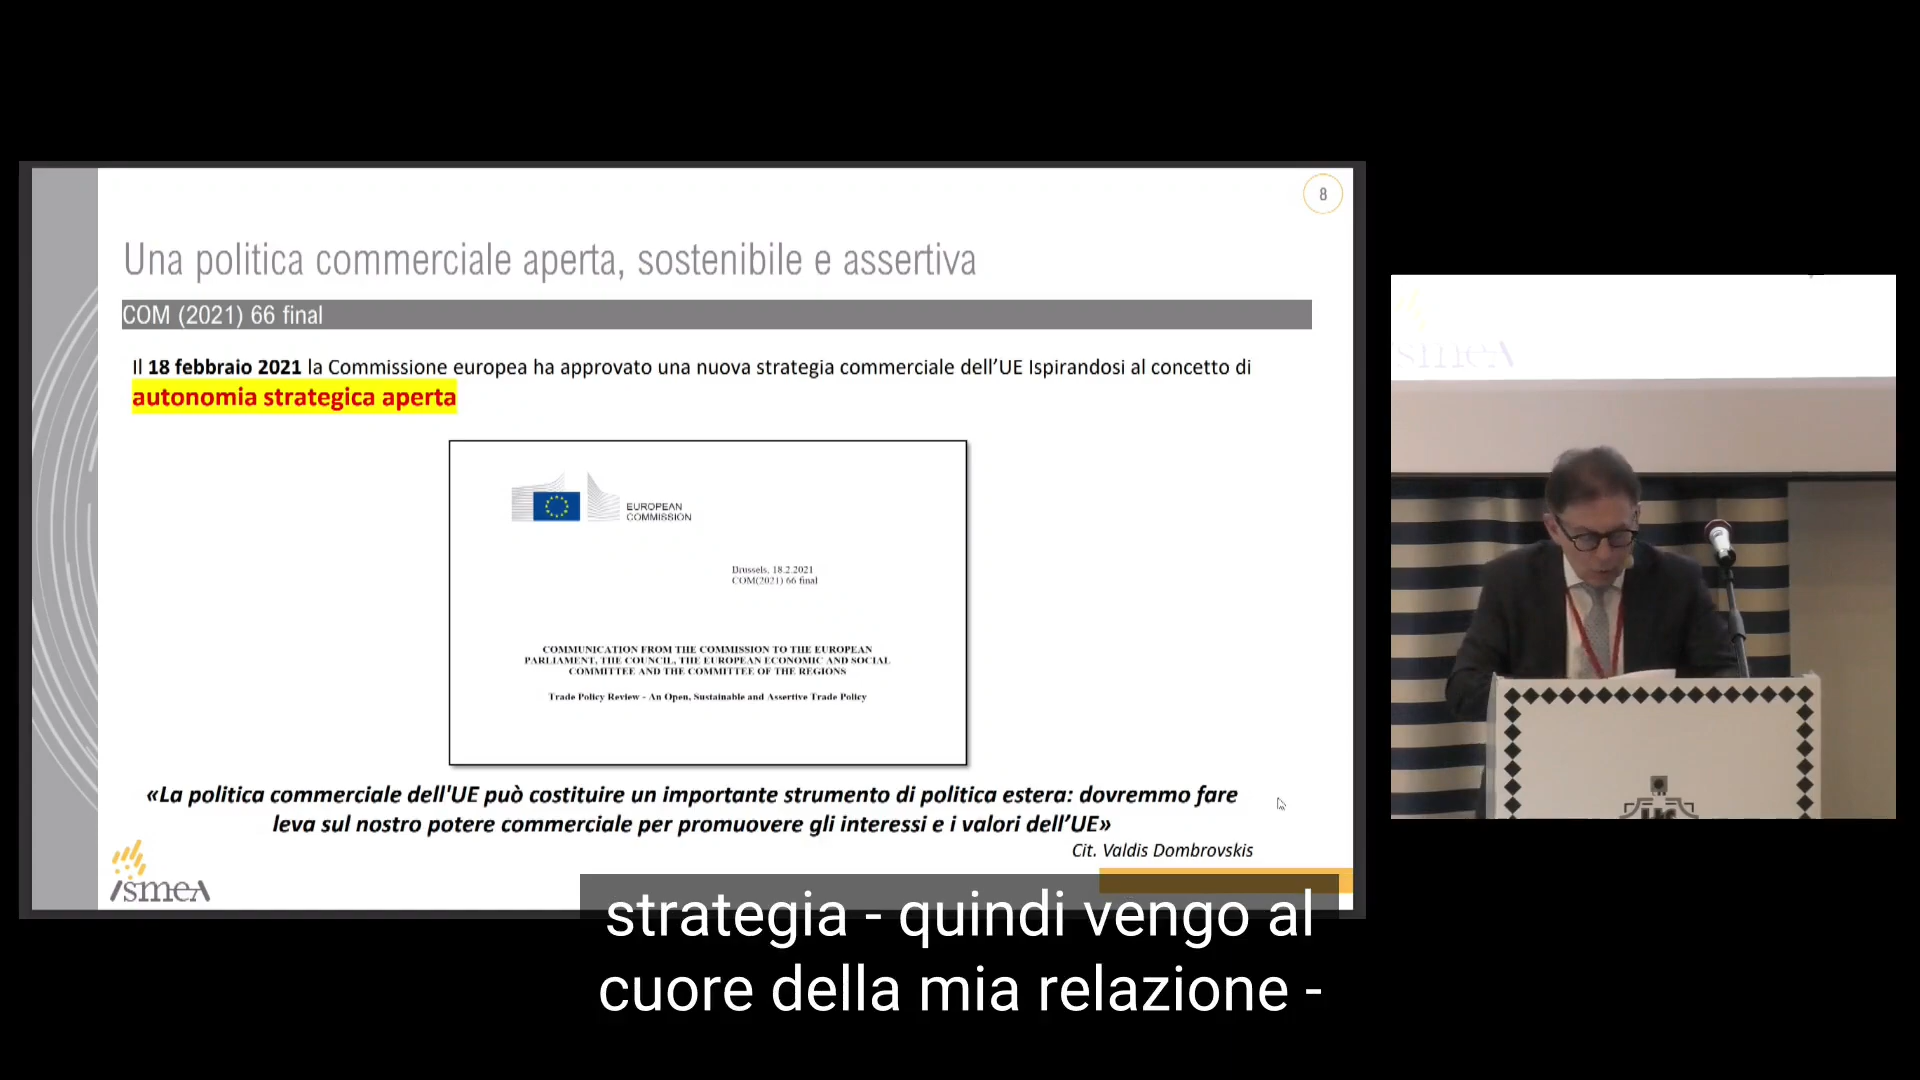 8
Una politica commerciale aperta, sostenibile e assertiva
COM (2021) 66 final
Il 18 febbraio 2021 la Commissione europea ha approvato una nuova strategia commerciale dell’UE Ispirandosi al concetto di
autonomia strategica aperta
EUROPEAN
COMMISSION
Brussels, 18.2.2021
COM(2021) 66 final
COMMUNICATION FROM THE COMMISSION TO THE EUROPEAN
PARLIAMENT, THE COUNCIL, THE EUROPEAN ECONOMIC AND SOCIAL
COMMITTEE AND THE COMMITTEE OF THE REGIONS
Trade Policy Review - An Open, Sustainable and Assertive Trade Policy
«La politica commerciale dell'UE può costituire un importante strumento di politica estera: dovremmo fare
leva sul nostro potere commerciale per promuovere gli interessi e i valori dell’UE»
Cit. Valdis Dombrovskis
ismea
ismea
strategia - quindi vengo al
cuore della mia relazione -